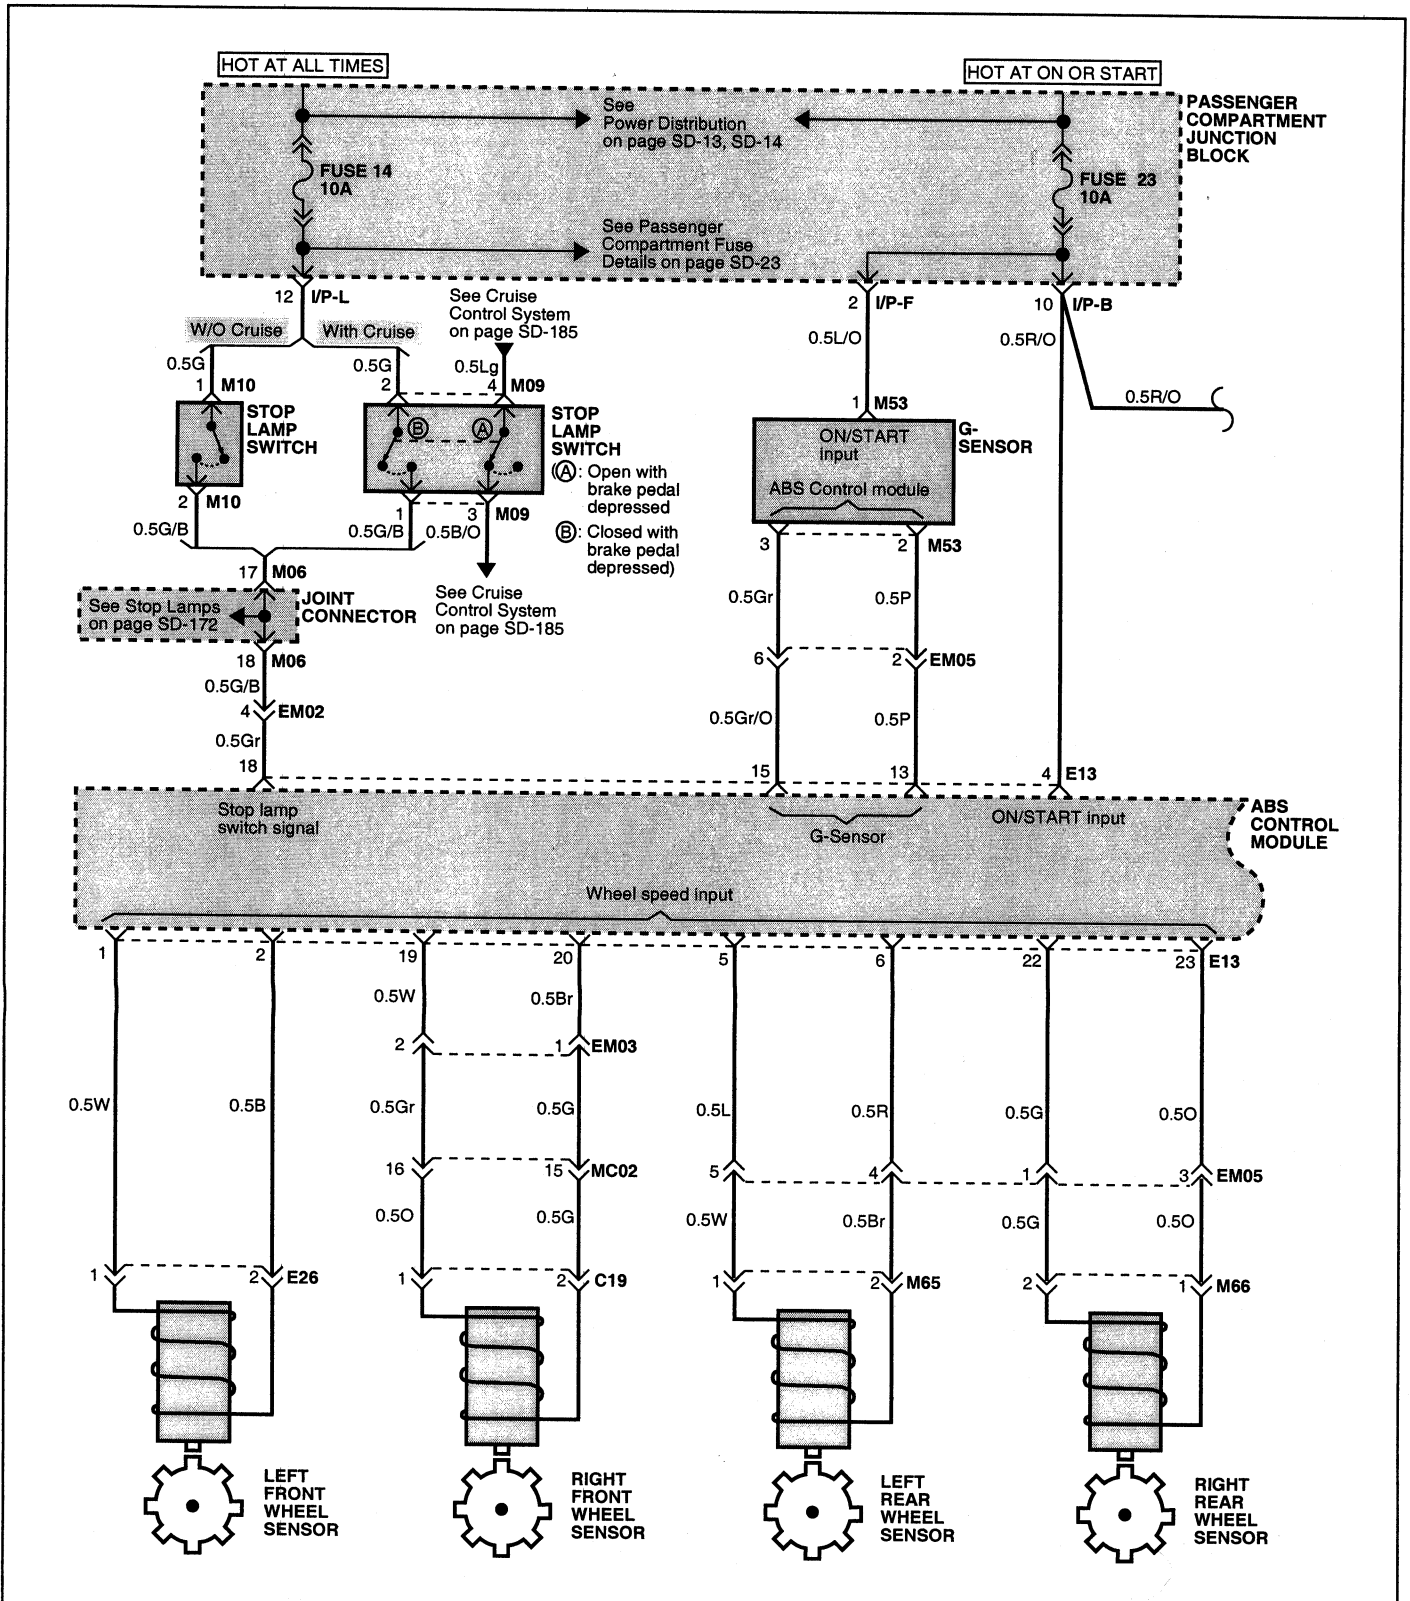 HOT AT ALL TIMES
HOT AT ON OR START
PASSENGER
COMPARTMENT
JUNCTION
BLOCK
See
Power Distribution
on page SD-13, SD-14
FUSE 14
10A
FUSE 23
10A
See Passenger
Compartment Fuse
Details on page SD-23
12 I/P-L
2 I/P-F
10 I/P-B
See Cruise
Control System
on page SD-185
W/O Cruise
With Cruise
0.5L/O
0.5R/O
0.5R/O
0.5G
0.5G
0.5Lg
1 M10
2
4 M09
1 M53
STOP
LAMP
SWITCH
B
A
STOP
LAMP
SWITCH
(A: Open with
brake pedal
depressed
B: Closed with
brake pedal
depressed)
ON/START
input
ABS Control module
G-
SENSOR
2 M10
1
3 M09
0.5G/B
0.5G/B
0.5B/O
3
2 M53
17 M06
See Stop Lamps
on page SD-172
JOINT
CONNECTOR
See Cruise
Control System
on page SD-185
0.5Gr
0.5P
18 M06
6
2 EM05
0.5G/B
4 EM02
0.5Gr/O
0.5P
0.5Gr
18
15
13
4 E13
Stop lamp
switch signal
G-Sensor
ON/START input
ABS
CONTROL
MODULE
Wheel speed input
1
2
19
20
5
6
22
23 E13
0.5W
0.5Br
2
1 EM03
0.5W
0.5B
0.5Gr
0.5G
0.5L
0.5R
0.5G
0.5O
16
15 MC02
5
4
1
3 EM05
0.5O
0.5G
0.5W
0.5Br
0.5G
0.5O
1
2 E26
1
2 C19
1
2 M65
2
1 M66
LEFT
FRONT
WHEEL
SENSOR
RIGHT
FRONT
WHEEL
SENSOR
LEFT
REAR
WHEEL
SENSOR
RIGHT
REAR
WHEEL
SENSOR